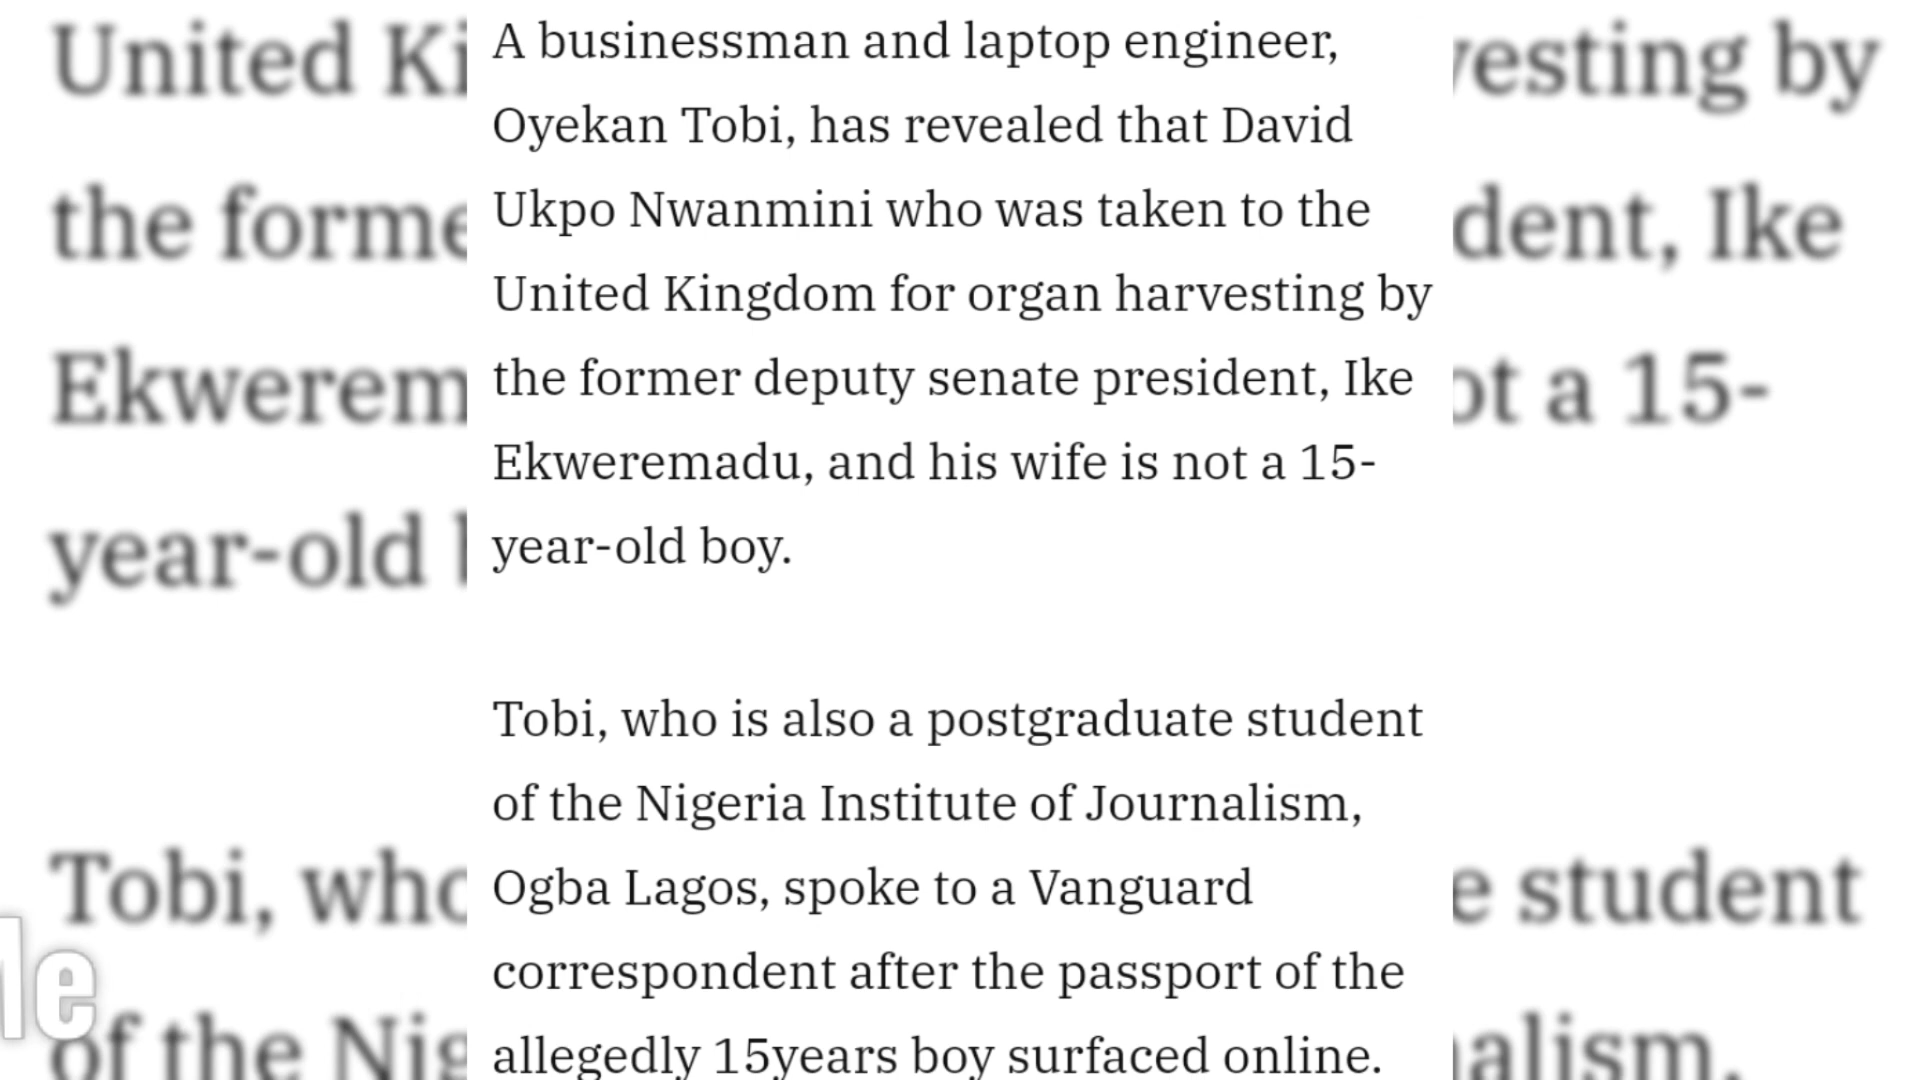 A businessman and laptop engineer,
Oyekan Tobi, has revealed that David
Ukpo Nwanmini who was taken to the
United Kingdom for organ harvesting by
the former deputy senate president, Ike
Ekweremadu, and his wife is not a 15-
year-old boy.
Tobi, who is also a postgraduate student
of the Nigeria Institute of Journalism,
Ogba Lagos, spoke to a Vanguard
correspondent after the passport of the
allegedly 15years boy surfaced online.